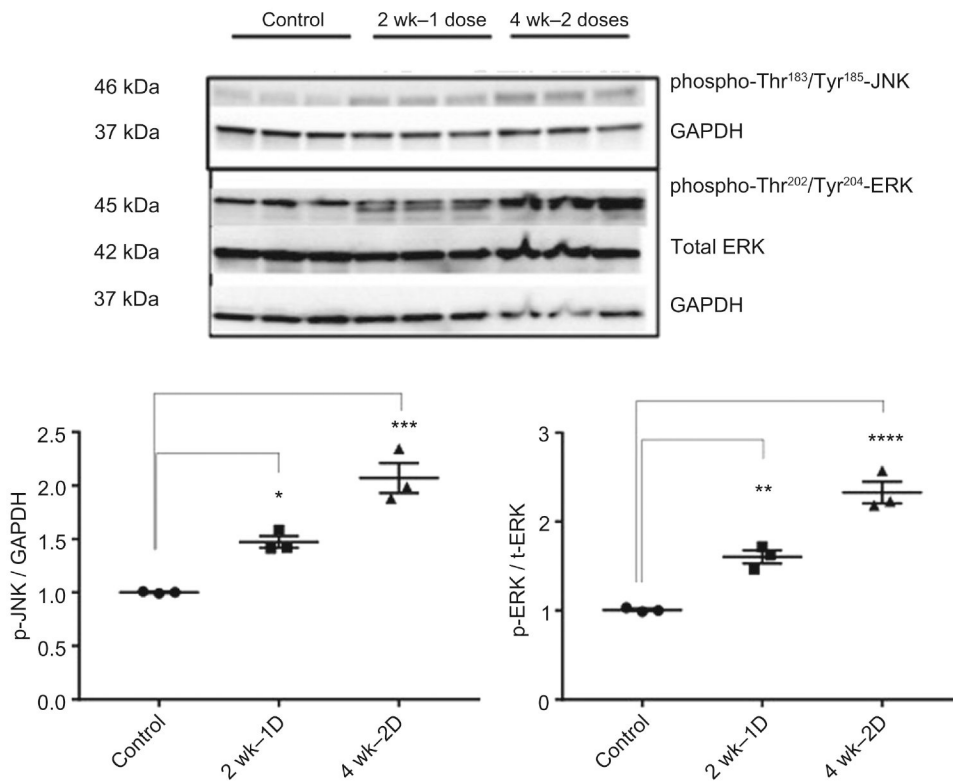 Control 2 wk–1 dose 4 wk–2 doses
46 kDa phospho-Thr¹⁸³/Tyr¹⁸⁵-JNK
37 kDa GAPDH
45 kDa phospho-Thr²⁰²/Tyr²⁰⁴-ERK
42 kDa Total ERK
37 kDa GAPDH
p-JNK / GAPDH
2.5
2.0
1.5
1.0
0.5
0.0
*
***
Control
2 wk–1D
4 wk–2D
p-ERK / t-ERK
3
2
1
0
**
****
Control
2 wk–1D
4 wk–2D